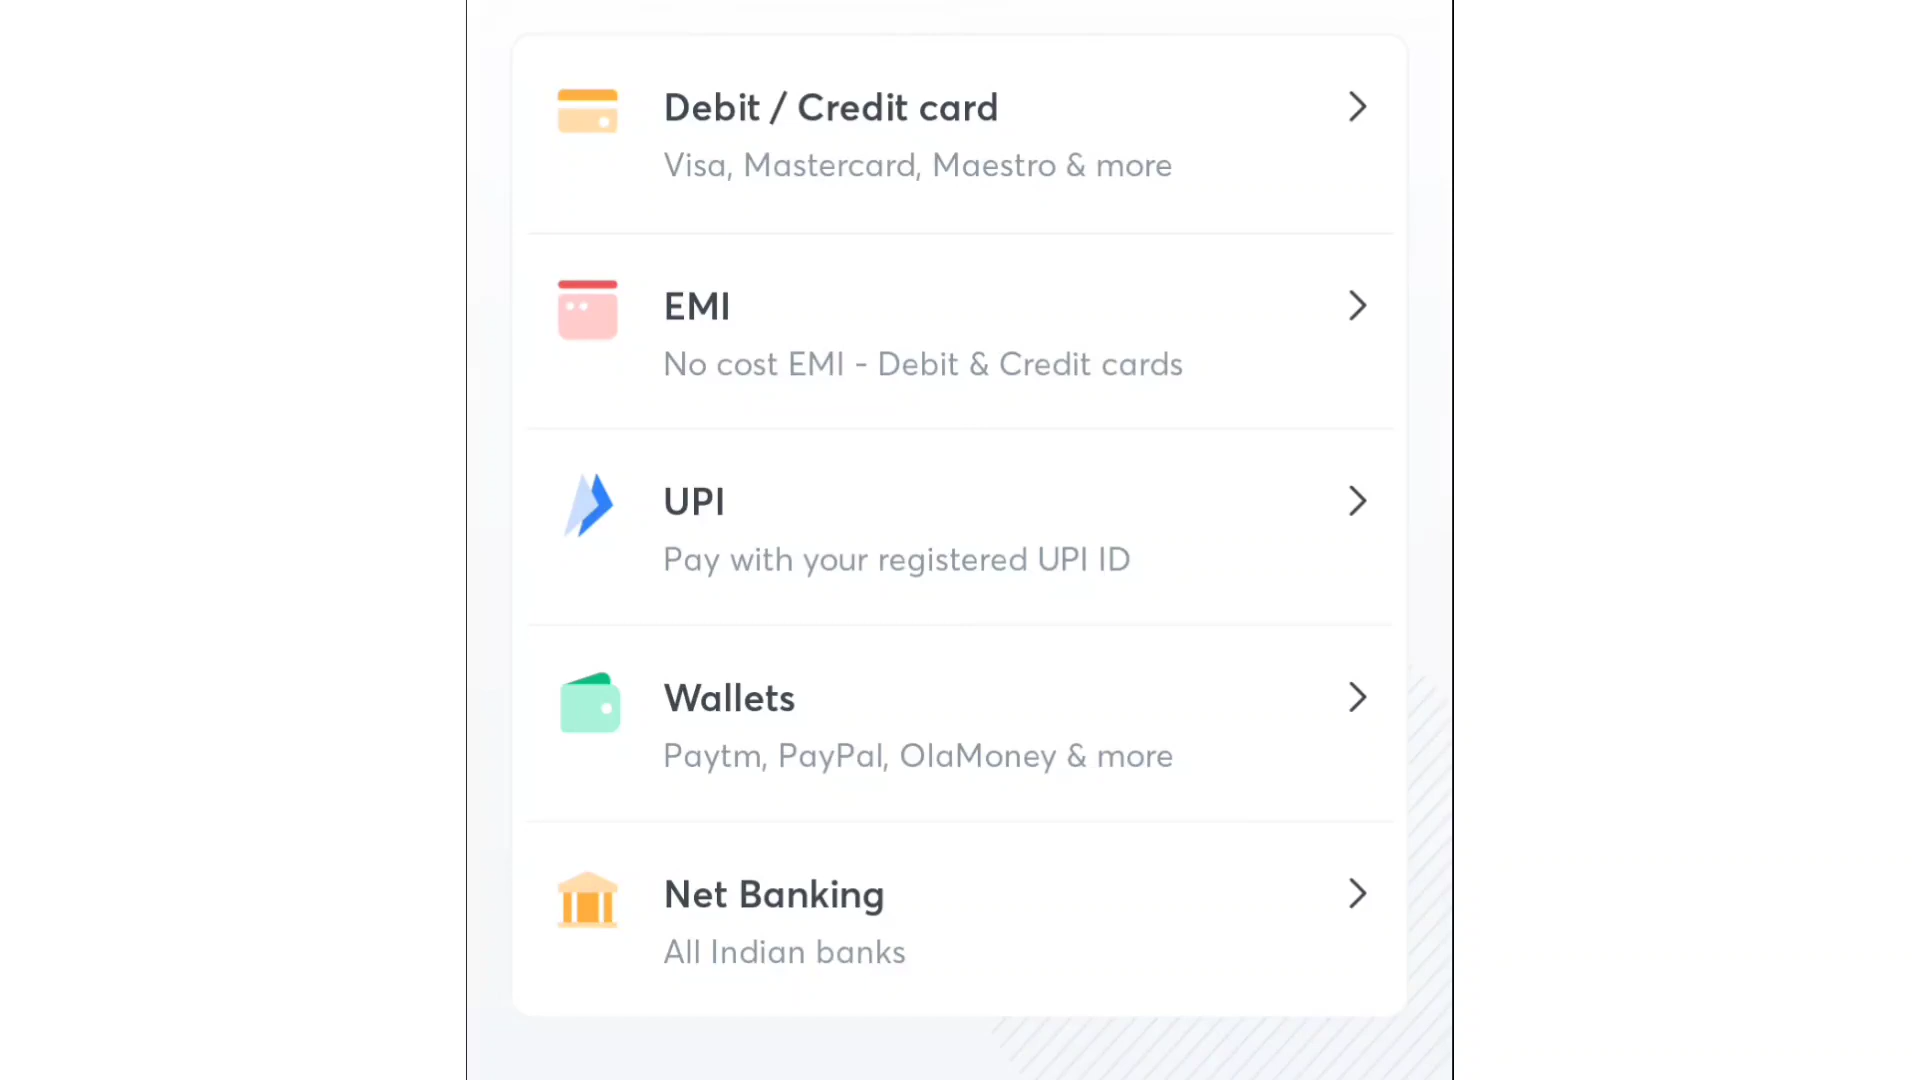 Debit / Credit card
Visa, Mastercard, Maestro & more
EMI
No cost EMI - Debit & Credit cards
UPI
Pay with your registered UPI ID
Wallets
Paytm, PayPal, OlaMoney & more
Net Banking
All Indian banks